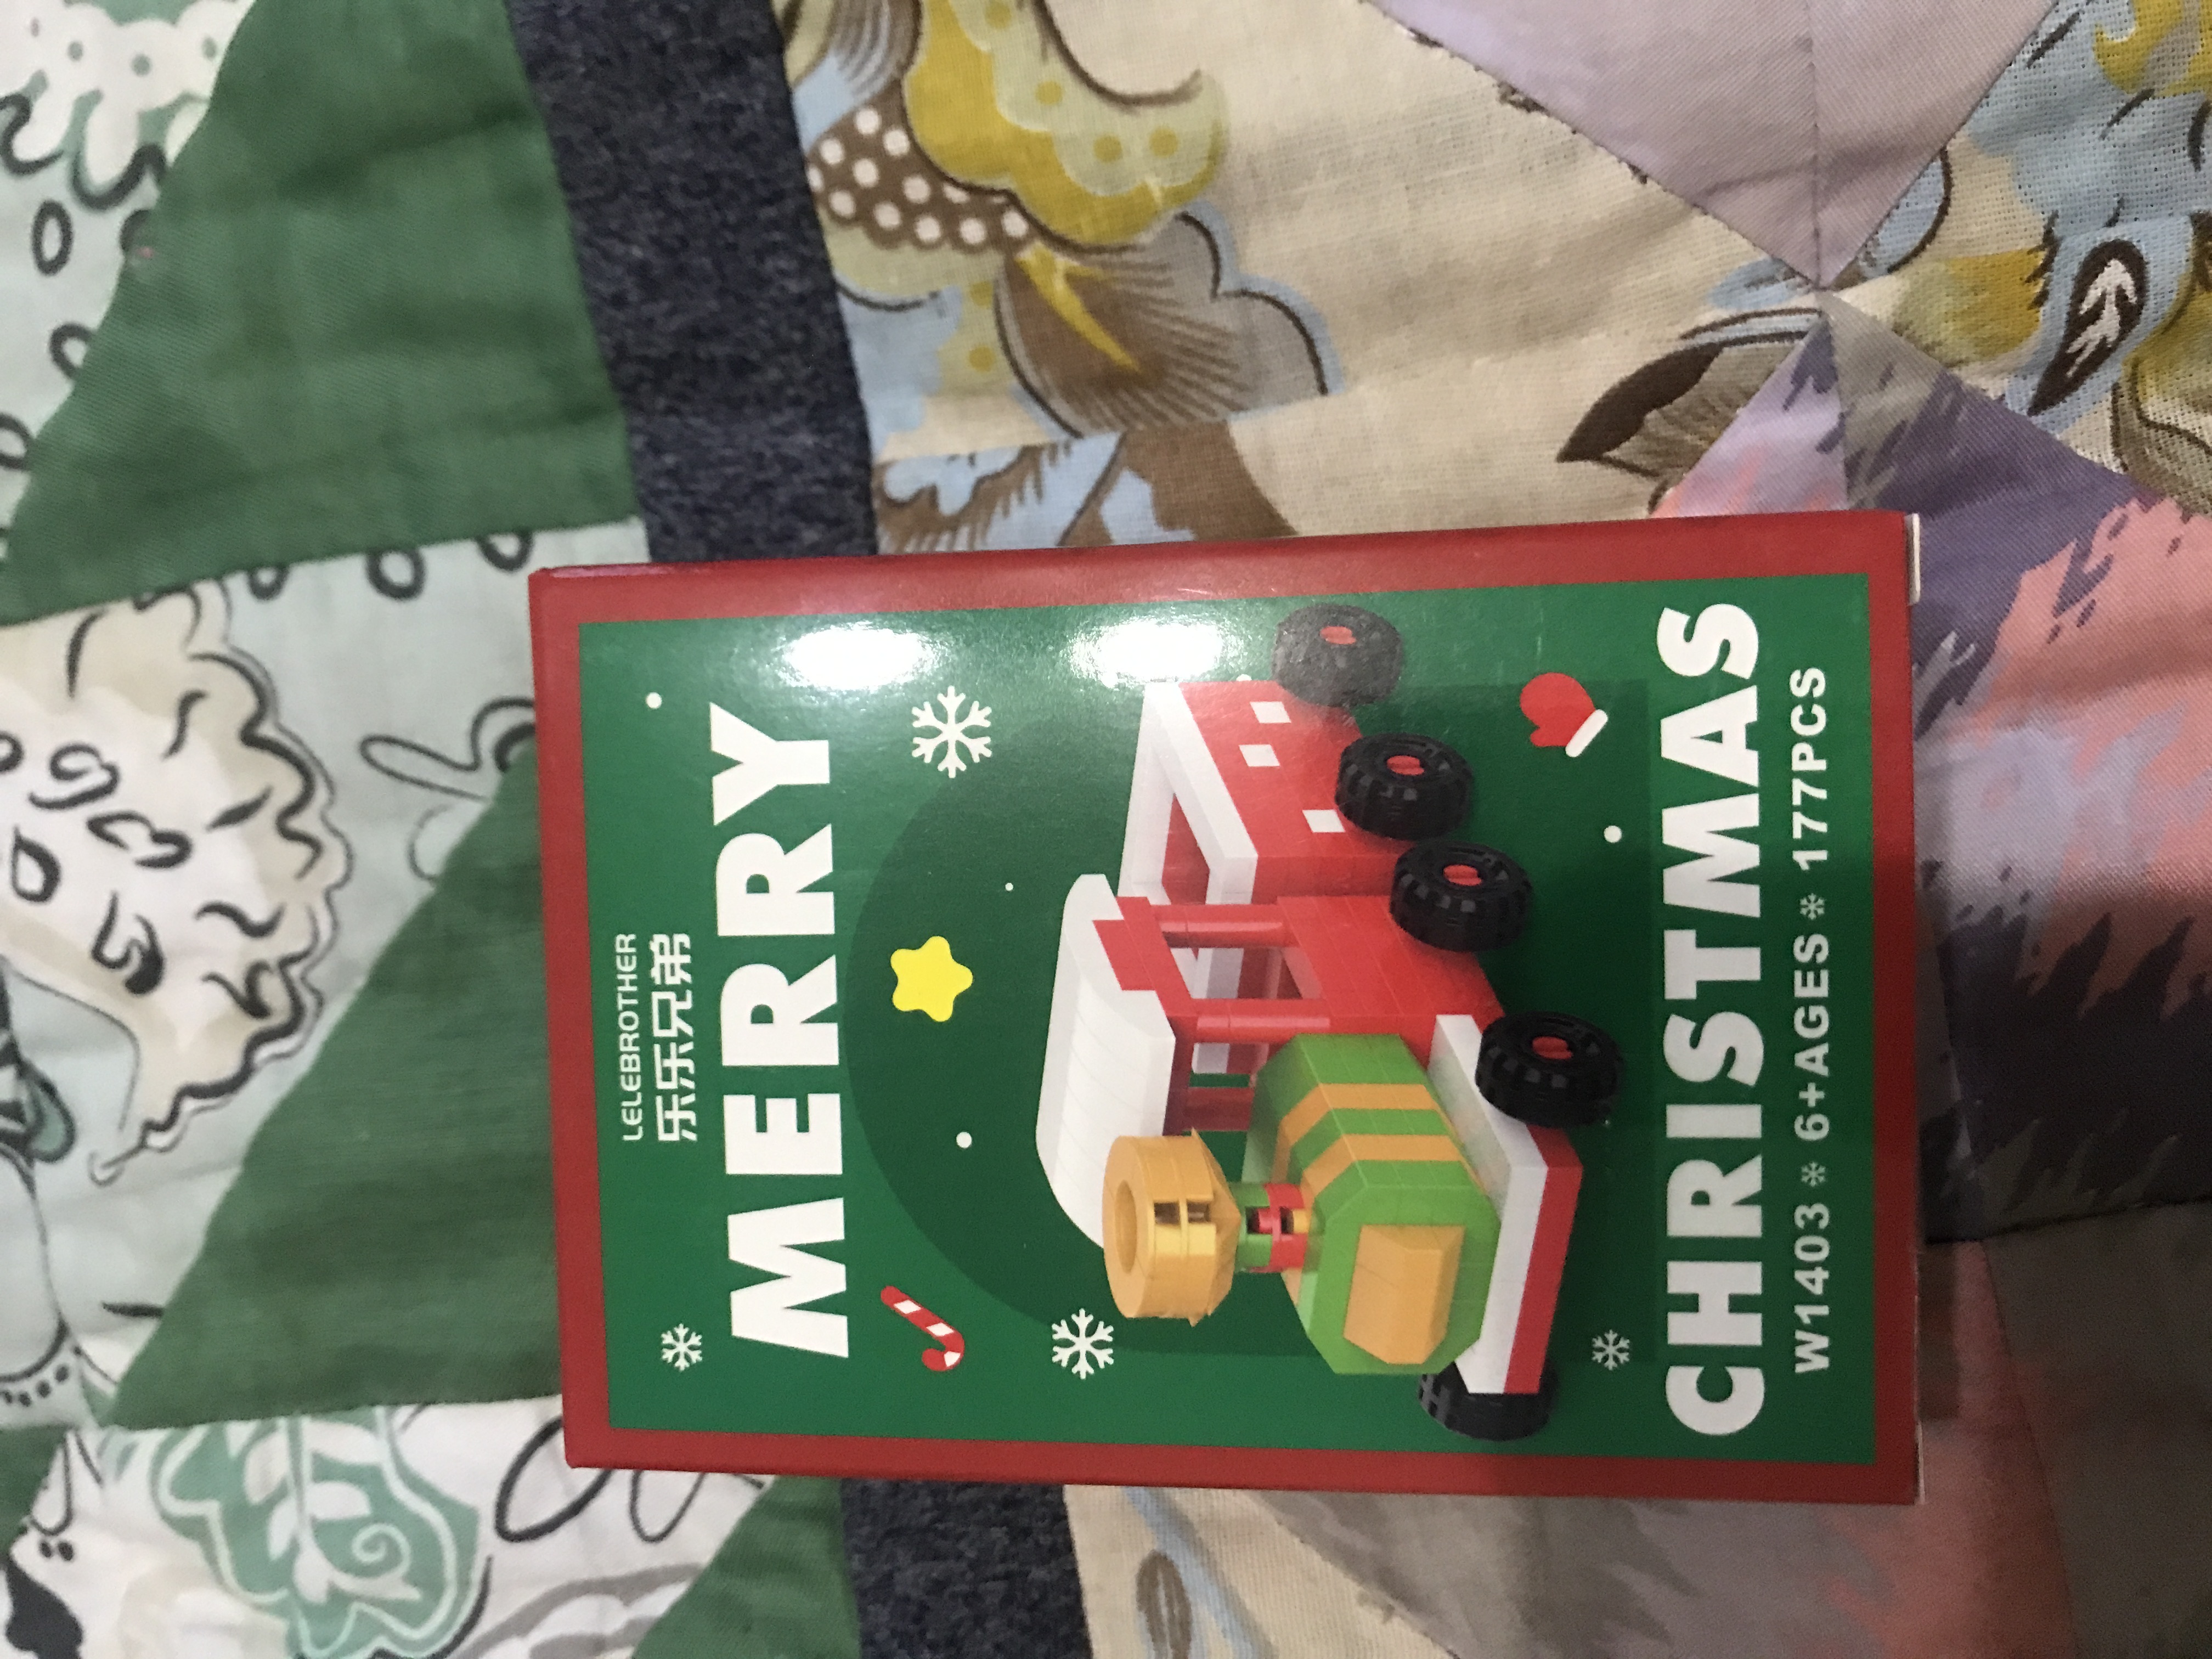 LELEBROTHER
乐乐兄弟
MERRY
CHRISTMAS
W1403 ❄ 6+AGES ❄ 177PCS